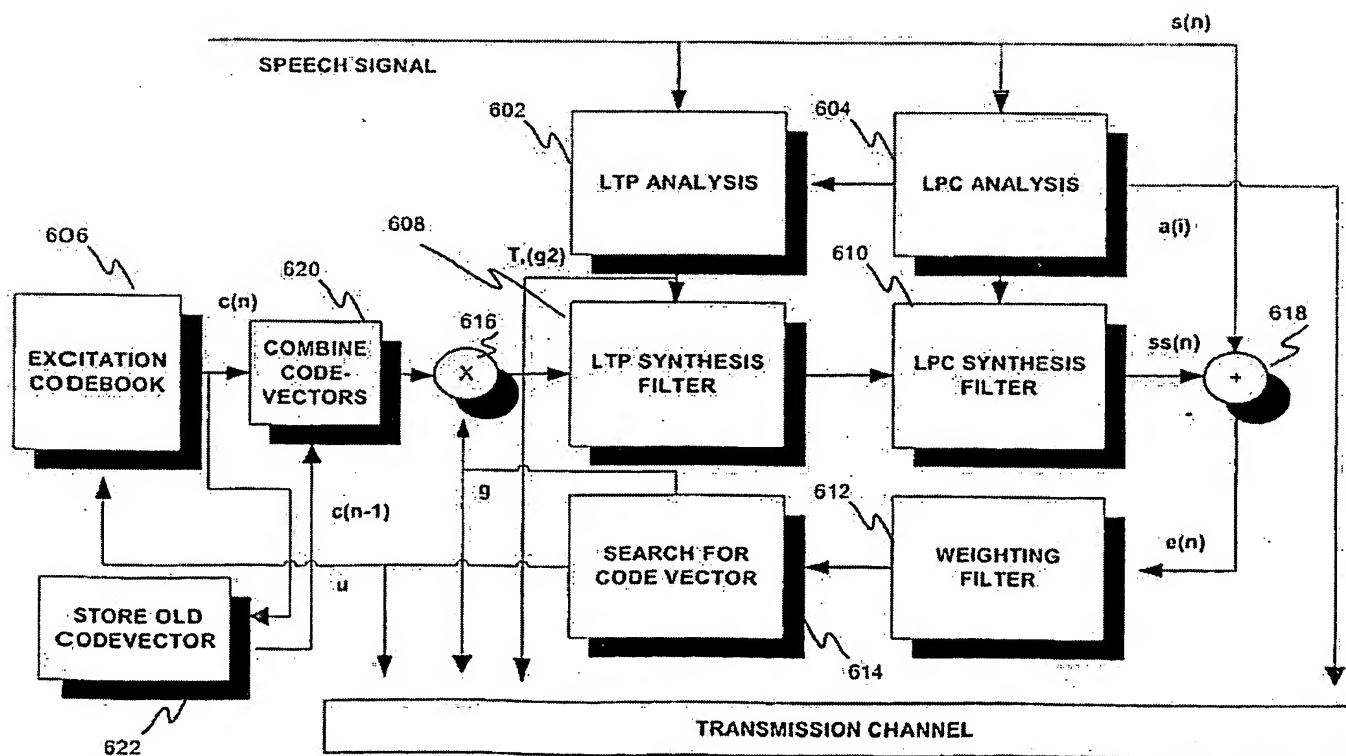 s(n)
SPEECH SIGNAL
602
604
LTP ANALYSIS
LPC ANALYSIS
a(i)
606
608
T,(g2)
610
620
c(n)
616
618
EXCITATION
CODEBOOK
COMBINE
CODE-
VECTORS
X
LTP SYNTHESIS
FILTER
LPC SYNTHESIS
FILTER
ss(n)
+
g
c(n-1)
612
e(n)
SEARCH FOR
CODE VECTOR
WEIGHTING
FILTER
u
STORE OLD
CODEVECTOR
614
622
TRANSMISSION CHANNEL